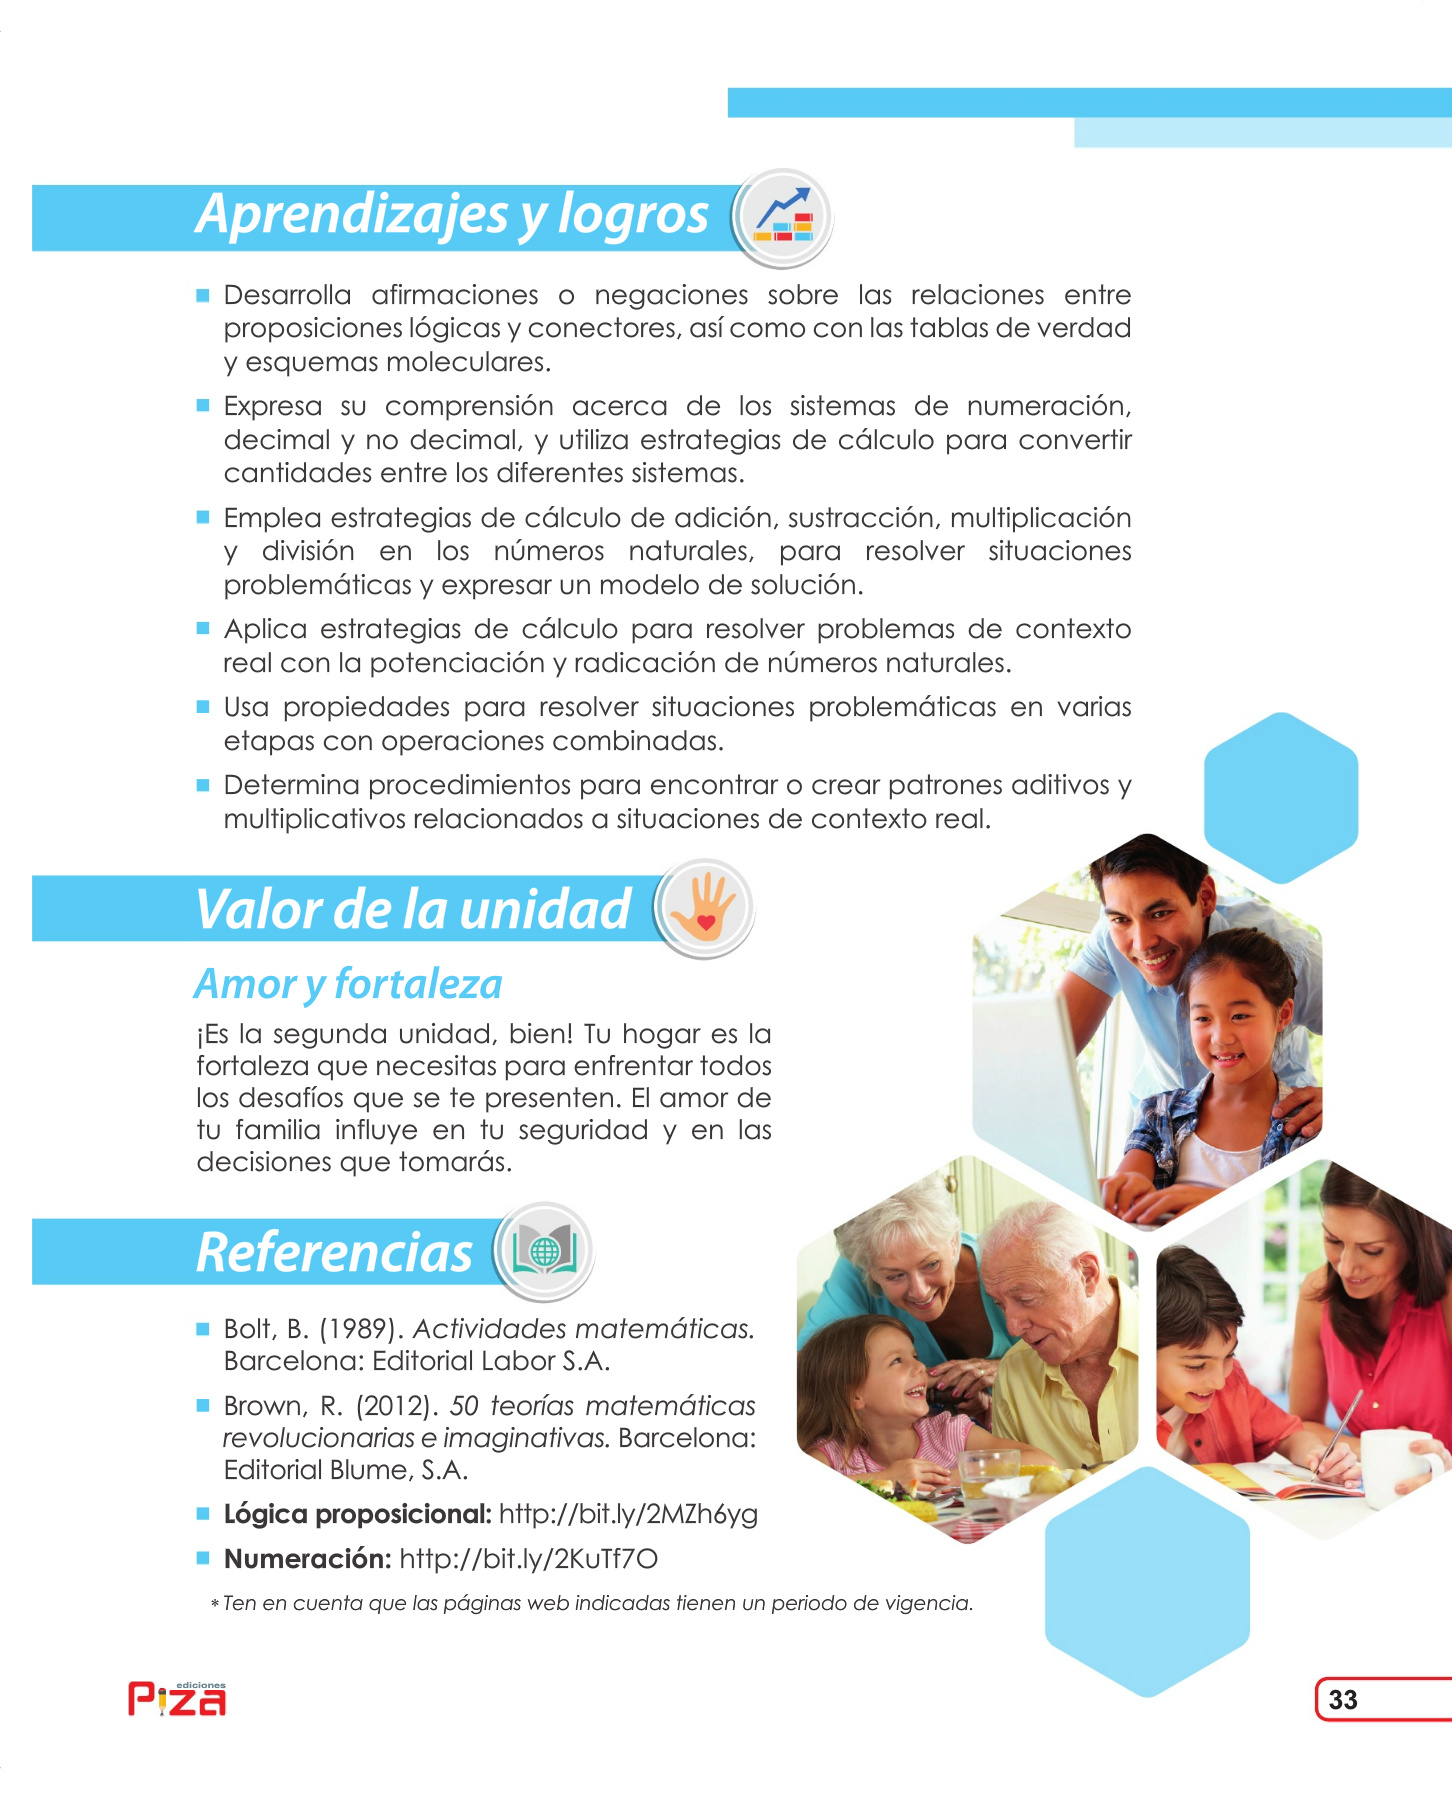 Aprendizajes y logros
Desarrolla afirmaciones o negaciones sobre las relaciones entre
proposiciones lógicas y conectores, así como con las tablas de verdad
y esquemas moleculares.
Expresa su comprensión acerca de los sistemas de numeración,
decimal y no decimal, y utiliza estrategias de cálculo para convertir
cantidades entre los diferentes sistemas.
Emplea estrategias de cálculo de adición, sustracción, multiplicación
y división en los números naturales, para resolver situaciones
problemáticas y expresar un modelo de solución.
Aplica estrategias de cálculo para resolver problemas de contexto
real con la potenciación y radicación de números naturales.
Usa propiedades para resolver situaciones problemáticas en varias
etapas con operaciones combinadas.
Determina procedimientos para encontrar o crear patrones aditivos y
multiplicativos relacionados a situaciones de contexto real.
Valor de la unidad
Amor y fortaleza
¡Es la segunda unidad, bien! Tu hogar es la
fortaleza que necesitas para enfrentar todos
los desafíos que se te presenten. El amor de
tu familia influye en tu seguridad y en las
decisiones que tomarás.
Referencias
Bolt, B. (1989). Actividades matemáticas.
Barcelona: Editorial Labor S.A.
Brown, R. (2012). 50 teorías matemáticas
revolucionarias e imaginativas. Barcelona:
Editorial Blume, S.A.
Lógica proposicional: http://bit.ly/2MZh6yg
Numeración: http://bit.ly/2KuTf7O
* Ten en cuenta que las páginas web indicadas tienen un periodo de vigencia.
ediciones
Piza
33